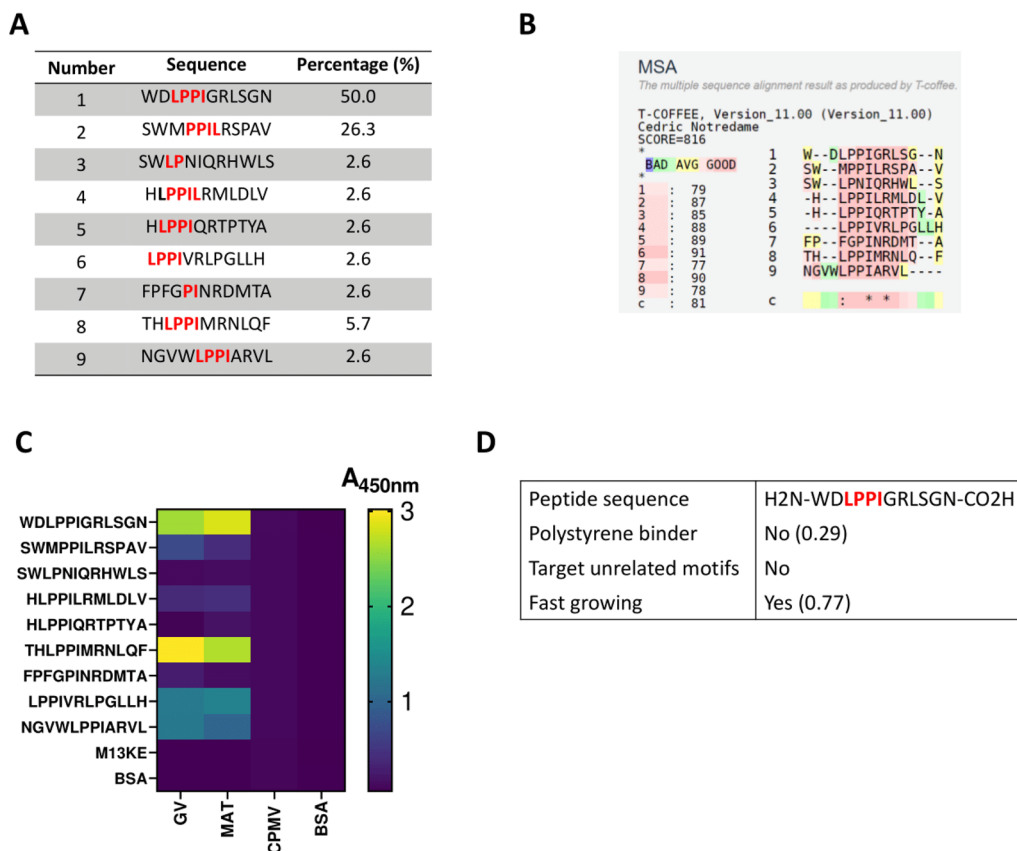 A
Number Sequence Percentage (%)
1 WDLPPIGRLSGN 50.0
2 SWMPPILRSPAV 26.3
3 SWLPNIQRHWLS 2.6
4 HLPPILRMLDLV 2.6
5 HLPPIQRTPTYA 2.6
6 LPPIVRLPGLLH 2.6
7 FPFGPINRDMTA 2.6
8 THLPPIMRNLQF 5.7
9 NGVWLPPIARVL 2.6
B
MSA
The multiple sequence alignment result as produced by T-coffee.
T-COFFEE, Version_11.00 (Version_11.00)
Cedric Notredame
SCORE=816
*
BAD AVG GOOD
*
1 : 79
2 : 87
3 : 85
4 : 88
5 : 89
6 : 91
7 : 77
8 : 90
9 : 78
c : 81
1 W--DLPPIGRLSG--N
2 SW--MPPILRSPA--V
3 SW--LPNIQRHWL--S
4 -H--LPPILRMLDL-V
5 -H--LPPIQRTPTY-A
6 ----LPPIVRLPGLLH
7 FP--FGPINRDMT--A
8 TH--LPPIMRNLQ--F
9 NGVWLPPIARVL----
c : * *
C
A450nm
WDLPPIGRLSGN
SWMPPILRSPAV
SWLPNIQRHWLS
HLPPILRMLDLV
HLPPIQRTPTYA
THLPPIMRNLQF
FPFGPINRDMTA
LPPIVRLPGLLH
NGVWLPPIARVL
M13KE
BSA
GV MAT CPMV BSA
3
2
1
D
Peptide sequence H2N-WDLPPIGRLSGN-CO2H
Polystyrene binder No (0.29)
Target unrelated motifs No
Fast growing Yes (0.77)